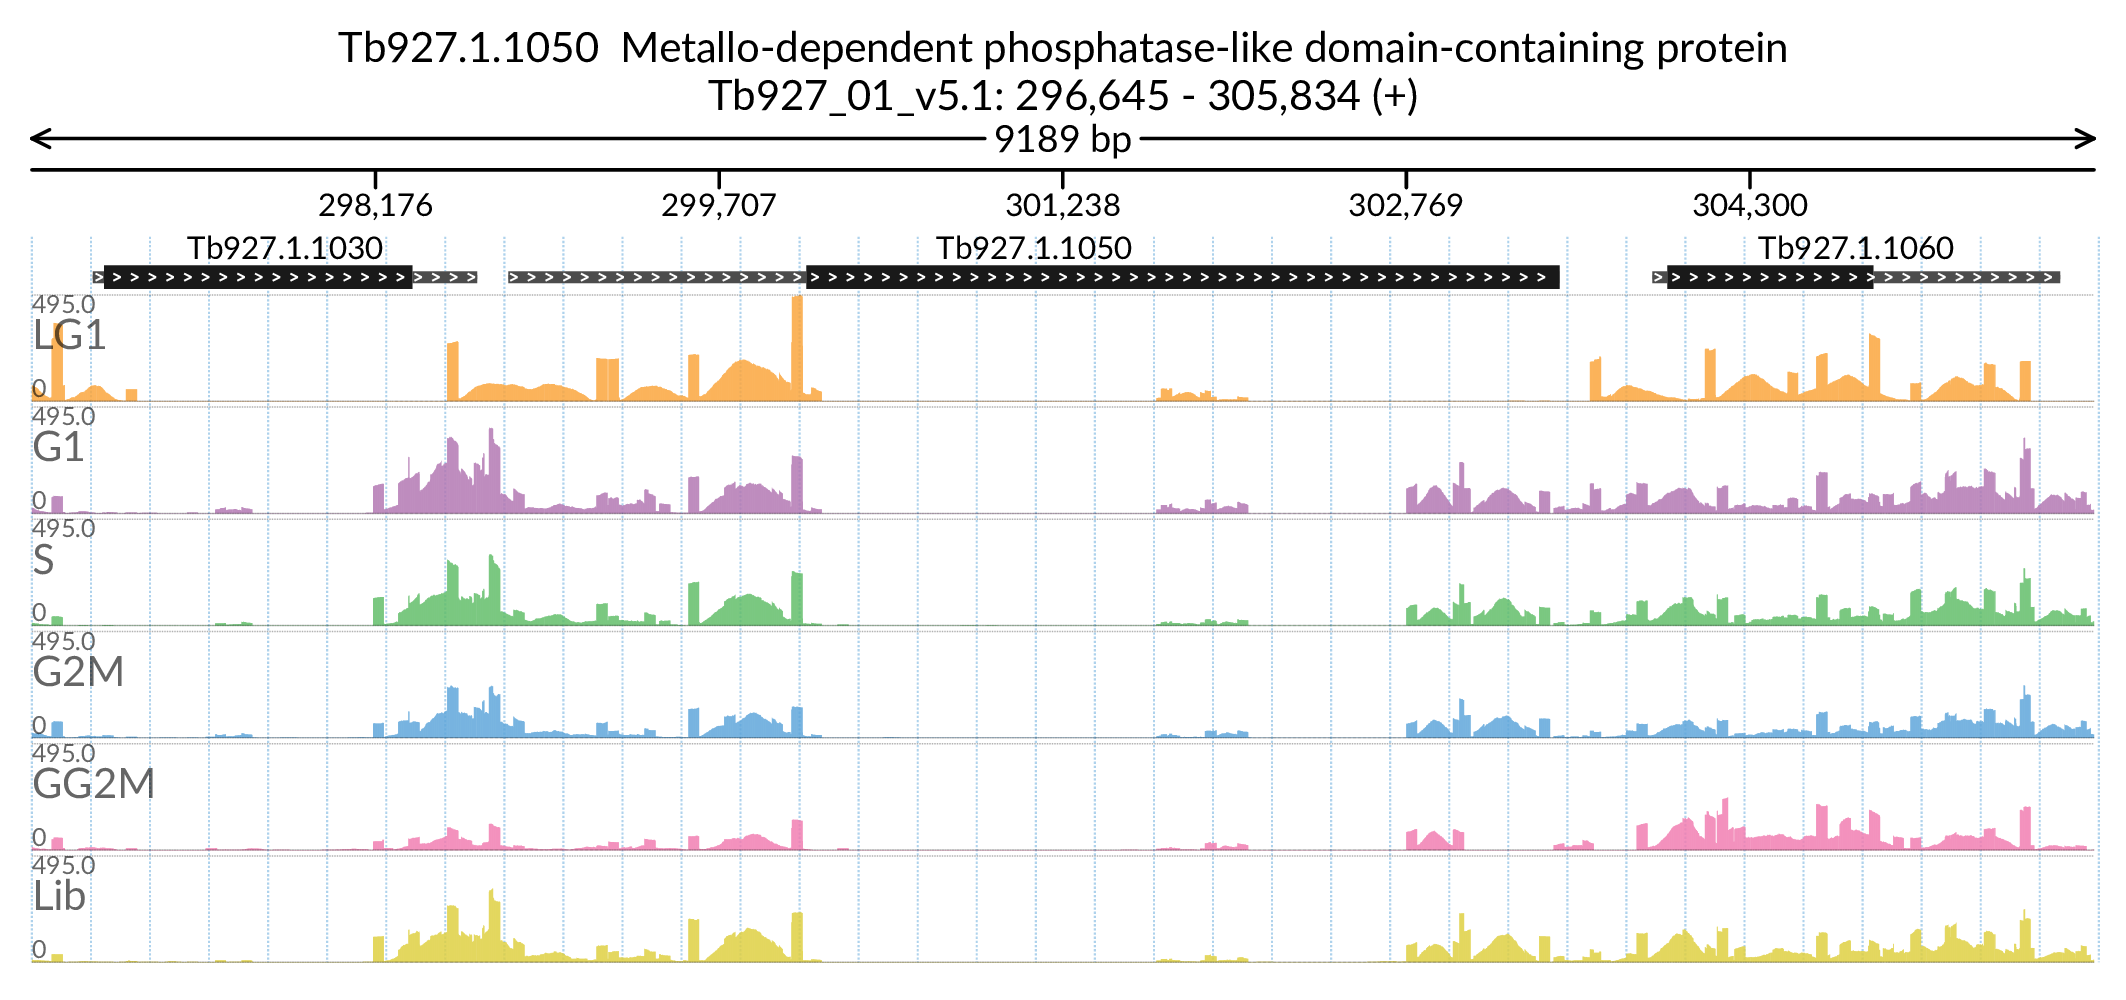 Tb927.1.1050  Metallo-dependent phosphatase-like domain-containing protein
Tb927_01_v5.1: 296,645 - 305,834 (+)
9189 bp
298,176 299,707 301,238 302,769 304,300
Tb927.1.1030 Tb927.1.1050 Tb927.1.1060
495.0
LG1
0
495.0
G1
0
495.0
S
0
495.0
G2M
0
495.0
GG2M
0
495.0
Lib
0